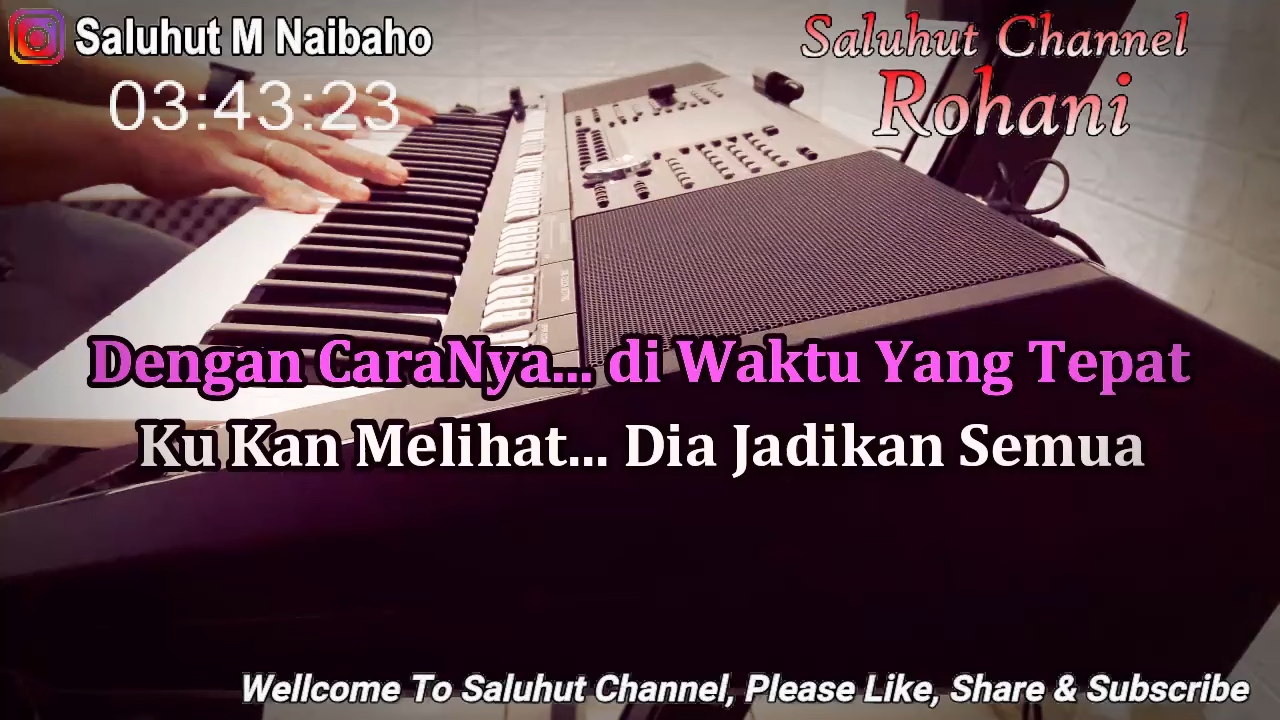 Saluhut M Naibaho
03:43:23
Saluhut Channel
Rohani
Dengan CaraNya... di Waktu Yang Tepat
Ku Kan Melihat... Dia Jadikan Semua
Wellcome To Saluhut Channel, Please Like, Share & Subscribe